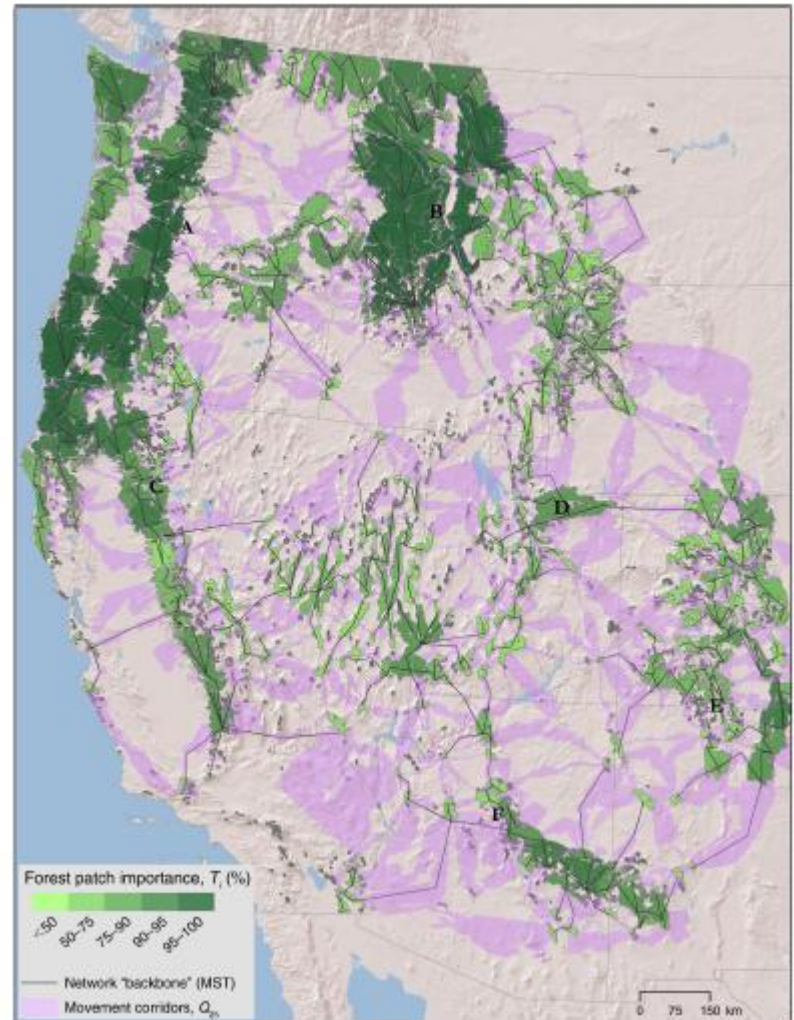 A
B
C
D
E
F
Forest patch importance, Ti (%)
<50 50–75 75–90 90–95 95–100
Network "backbone" (MST)
Movement corridors, Q
0 75 150 km